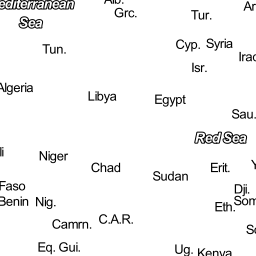 Alb.
editerranean
Sea
Grc.
Tur.
Tun.
Cyp.
Syria
Isr.
Algeria
Libya
Egypt
Sau.
Red Sea
Niger
Chad
Sudan
Erit.
Faso
Benin
Nig.
Dji.
Eth.
Som
Camrn.
C.A.R.
Eq. Gui.
Ug.
Kenya